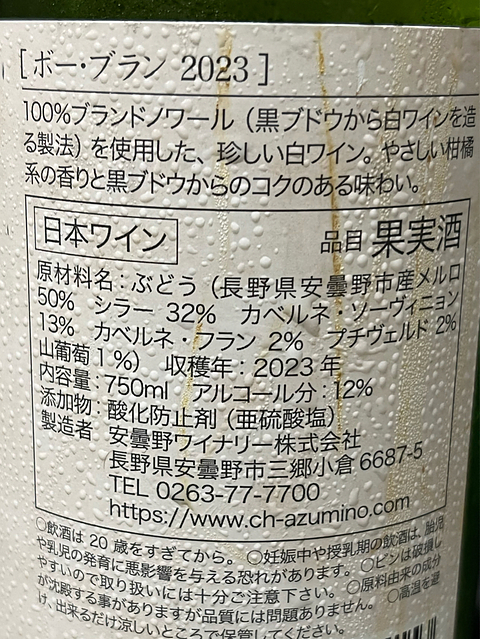 [ボー・ブラン 2023]
100%ブランドノワール（黒ブドウから白ワインを造
る製法）を使用した、珍しい白ワイン。やさしい柑橘
系の香りと黒ブドウからのコクのある味わい。
日本ワイン 品目 果実酒
原材料名：ぶどう（長野県安曇野市産メルロ
50% シラー 32% カベルネ・ソーヴィニョン
13% カベルネ・フラン 2% プチヴェルド 2%
山葡萄 1%） 収穫年：2023年
内容量：750ml アルコール分：12%
添加物：酸化防止剤（亜硫酸塩）
製造者 安曇野ワイナリー株式会社
長野県安曇野市三郷小倉 6687-5
TEL 0263-77-7700
https://www.ch-azumino.com
○飲酒は 20 歳をすぎてから。 ○妊娠中や授乳期の飲酒は、胎児
や乳児の発育に悪影響を与える恐れがあります。 ○ビンは破損し
やすいので取り扱いには十分ご注意下さい。 ○原料由来の成分
が沈殿する事がありますが品質には問題ありません。 ○高温を避
け、出来るだけ涼しいところで保管してください。